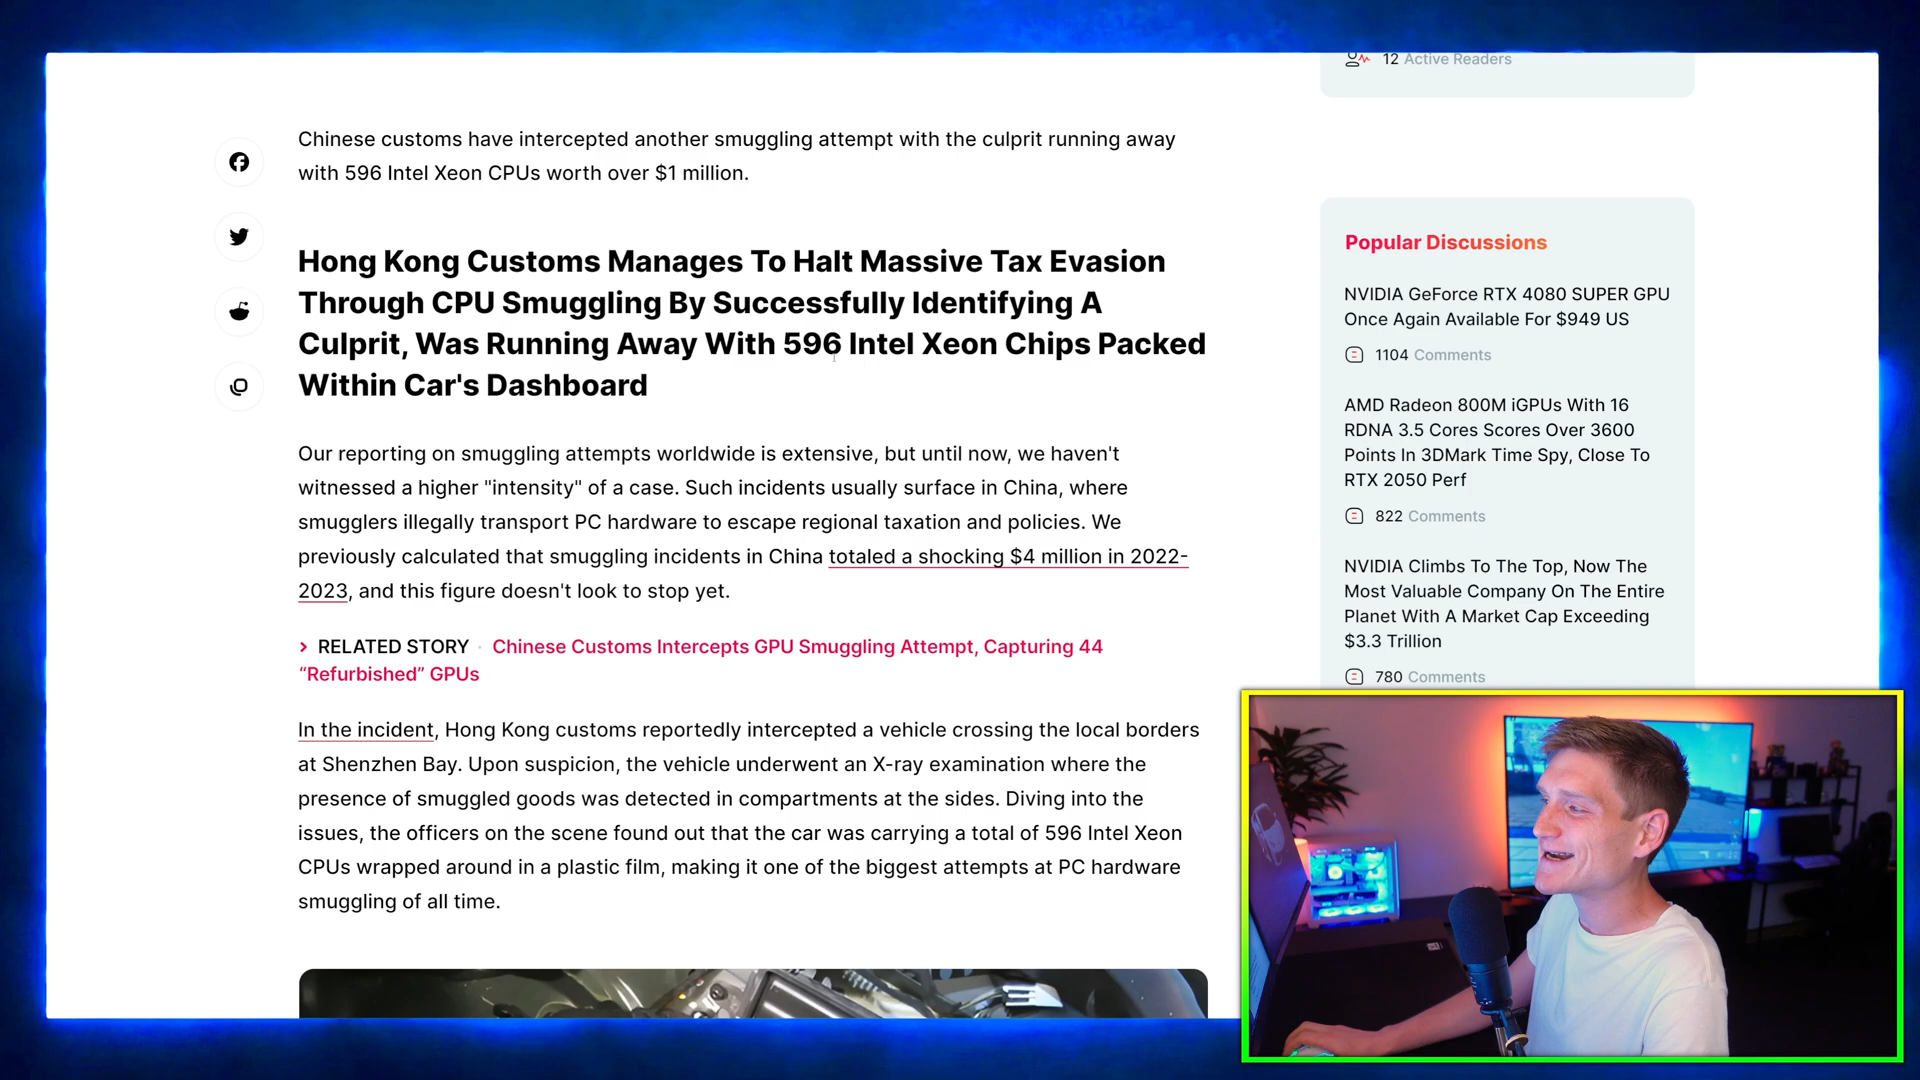 12 Active Readers
Chinese customs have intercepted another smuggling attempt with the culprit running away
with 596 Intel Xeon CPUs worth over $1 million.
Hong Kong Customs Manages To Halt Massive Tax Evasion
Through CPU Smuggling By Successfully Identifying A
Culprit, Was Running Away With 596 Intel Xeon Chips Packed
Within Car's Dashboard
Our reporting on smuggling attempts worldwide is extensive, but until now, we haven't
witnessed a higher "intensity" of a case. Such incidents usually surface in China, where
smugglers illegally transport PC hardware to escape regional taxation and policies. We
previously calculated that smuggling incidents in China totaled a shocking $4 million in 2022-
2023, and this figure doesn't look to stop yet.
RELATED STORY · Chinese Customs Intercepts GPU Smuggling Attempt, Capturing 44
“Refurbished” GPUs
In the incident, Hong Kong customs reportedly intercepted a vehicle crossing the local borders
at Shenzhen Bay. Upon suspicion, the vehicle underwent an X-ray examination where the
presence of smuggled goods was detected in compartments at the sides. Diving into the
issues, the officers on the scene found out that the car was carrying a total of 596 Intel Xeon
CPUs wrapped around in a plastic film, making it one of the biggest attempts at PC hardware
smuggling of all time.
Popular Discussions
NVIDIA GeForce RTX 4080 SUPER GPU
Once Again Available For $949 US
1104 Comments
AMD Radeon 800M iGPUs With 16
RDNA 3.5 Cores Scores Over 3600
Points In 3DMark Time Spy, Close To
RTX 2050 Perf
822 Comments
NVIDIA Climbs To The Top, Now The
Most Valuable Company On The Entire
Planet With A Market Cap Exceeding
$3.3 Trillion
780 Comments